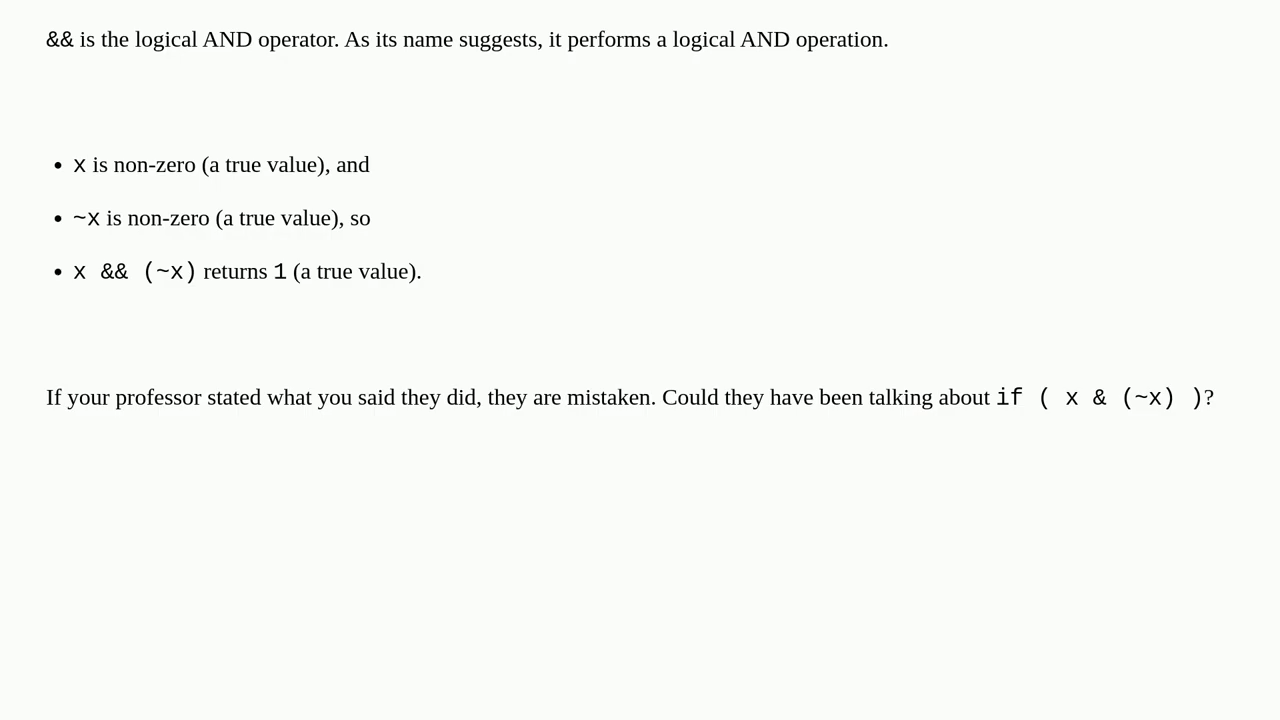 && is the logical AND operator. As its name suggests, it performs a logical AND operation.
• x is non-zero (a true value), and
• ~x is non-zero (a true value), so
• x && (~x) returns 1 (a true value).
If your professor stated what you said they did, they are mistaken. Could they have been talking about if ( x & (~x) )?